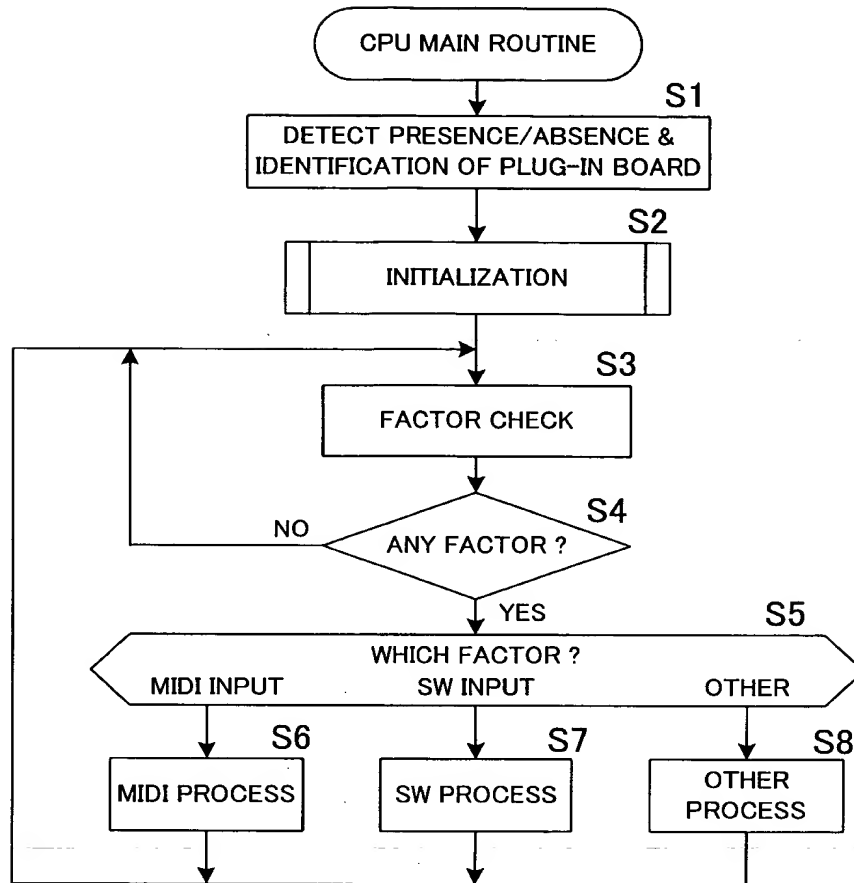 CPU MAIN ROUTINE
S1
DETECT PRESENCE/ABSENCE &
IDENTIFICATION OF PLUG-IN BOARD
S2
INITIALIZATION
S3
FACTOR CHECK
S4
NO
ANY FACTOR ?
YES
S5
WHICH FACTOR ?
MIDI INPUT
SW INPUT
OTHER
S6
S7
S8
MIDI PROCESS
SW PROCESS
OTHER
PROCESS